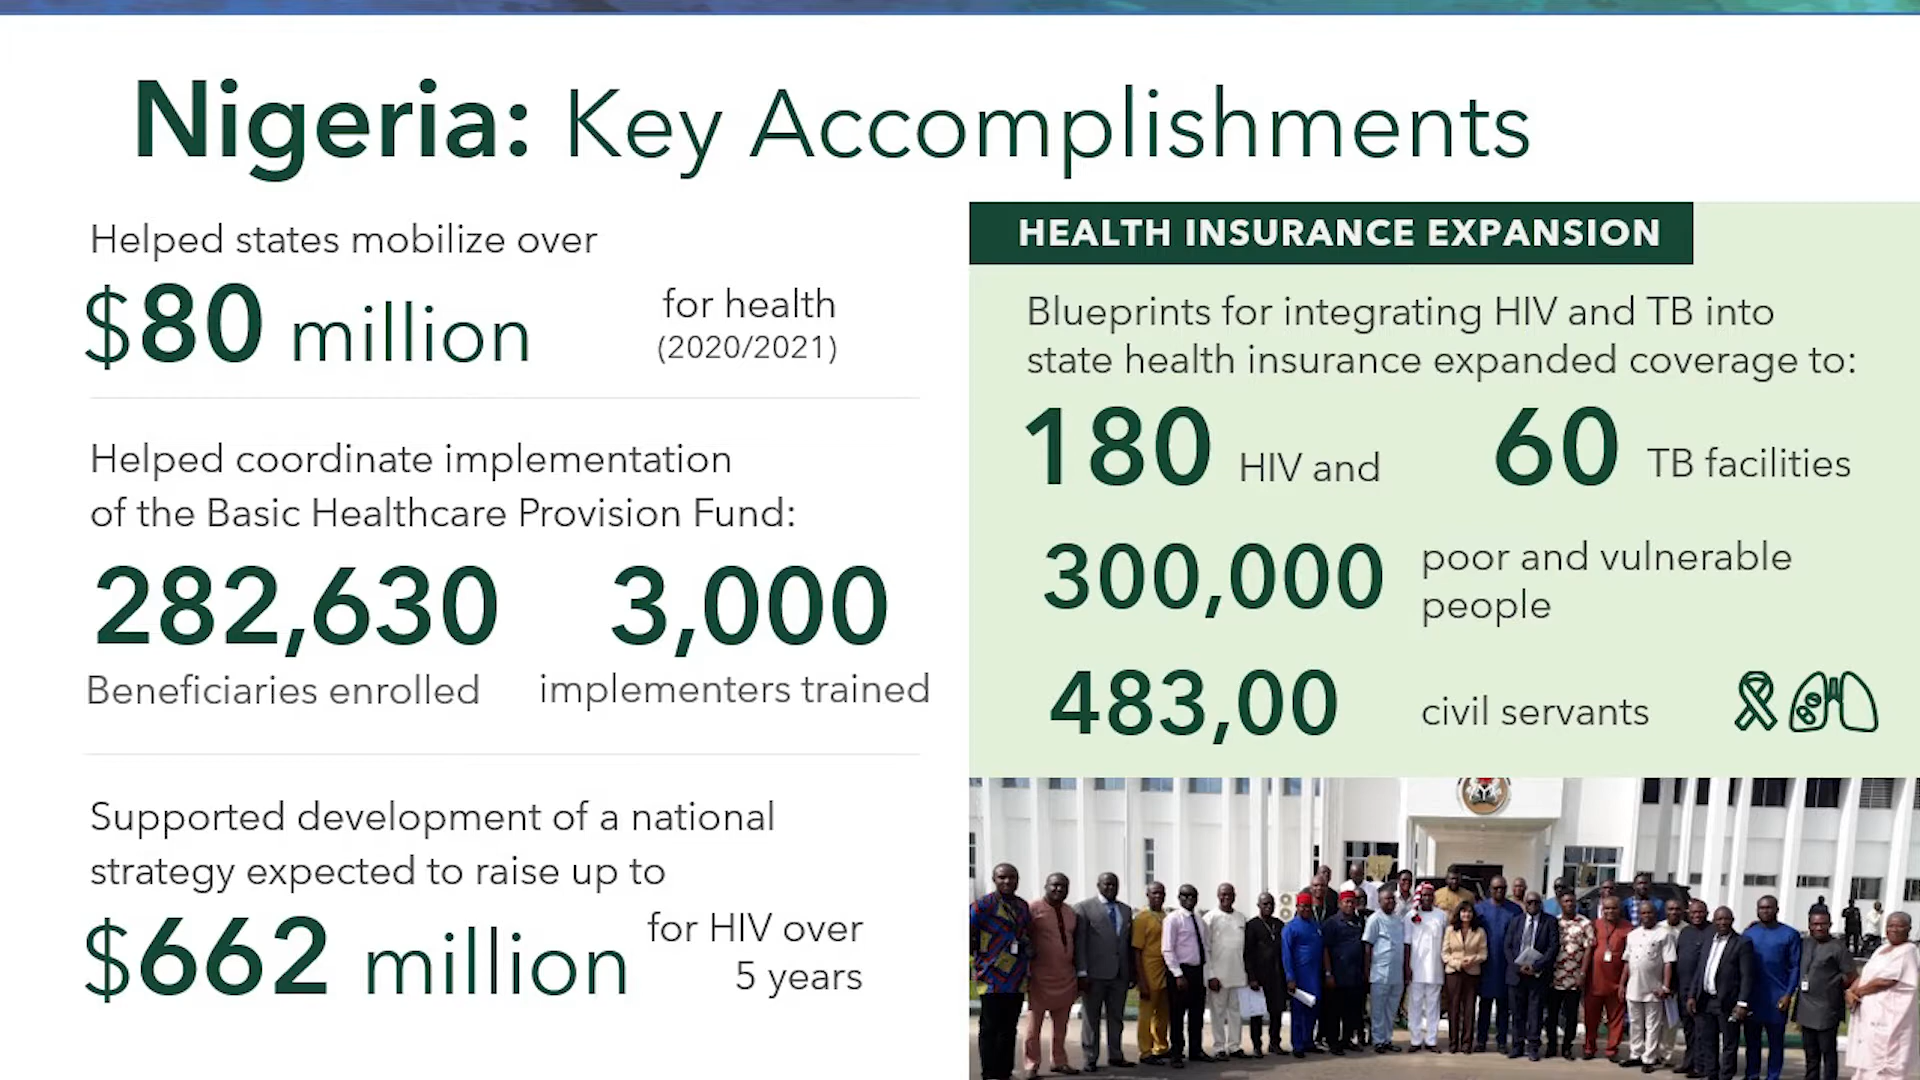 Nigeria: Key Accomplishments
Helped states mobilize over
$80 million
for health
(2020/2021)
Helped coordinate implementation
of the Basic Healthcare Provision Fund:
282,630
Beneficiaries enrolled
3,000
implementers trained
Supported development of a national
strategy expected to raise up to
$662 million
for HIV over
5 years
HEALTH INSURANCE EXPANSION
Blueprints for integrating HIV and TB into
state health insurance expanded coverage to:
180 HIV and
60 TB facilities
300,000
poor and vulnerable
people
483,00 civil servants